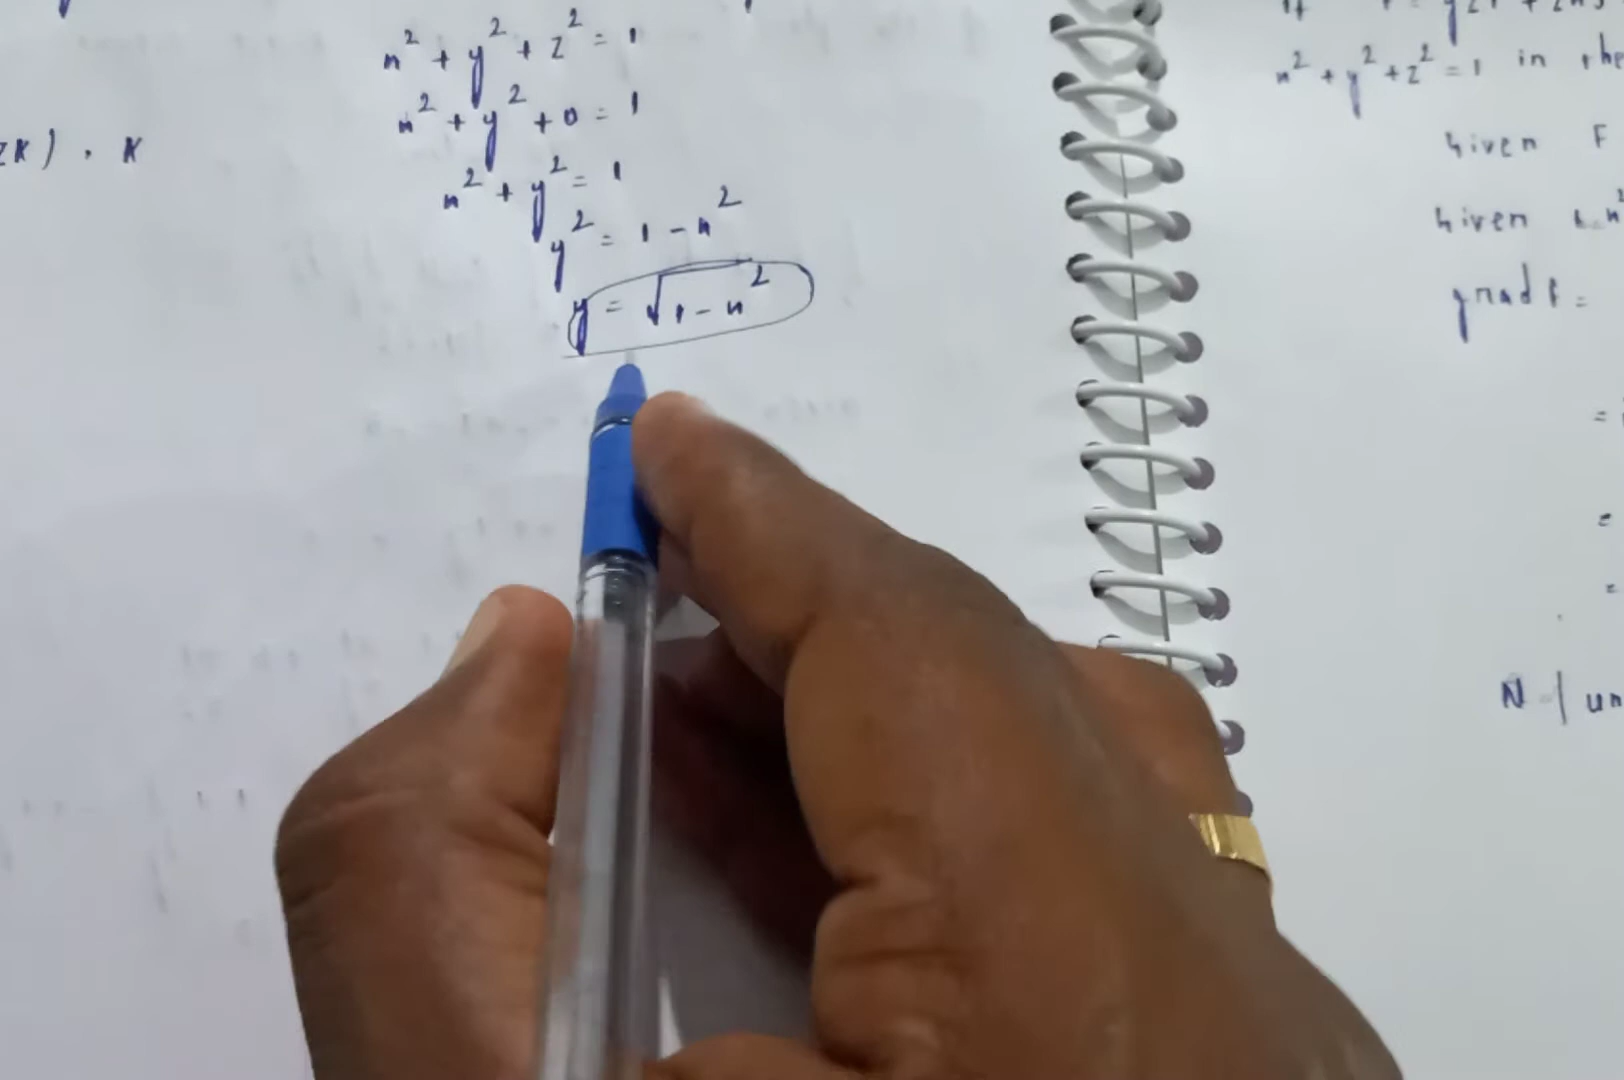 x² + y² + z² = 1
x² + y² + 0 = 1
zk) . k
x² + y² = 1
y² = 1 - x²
y = √1 - x²
x² + y² + z² = 1 in the
Given F
Given
grad f =
=
=
=
N